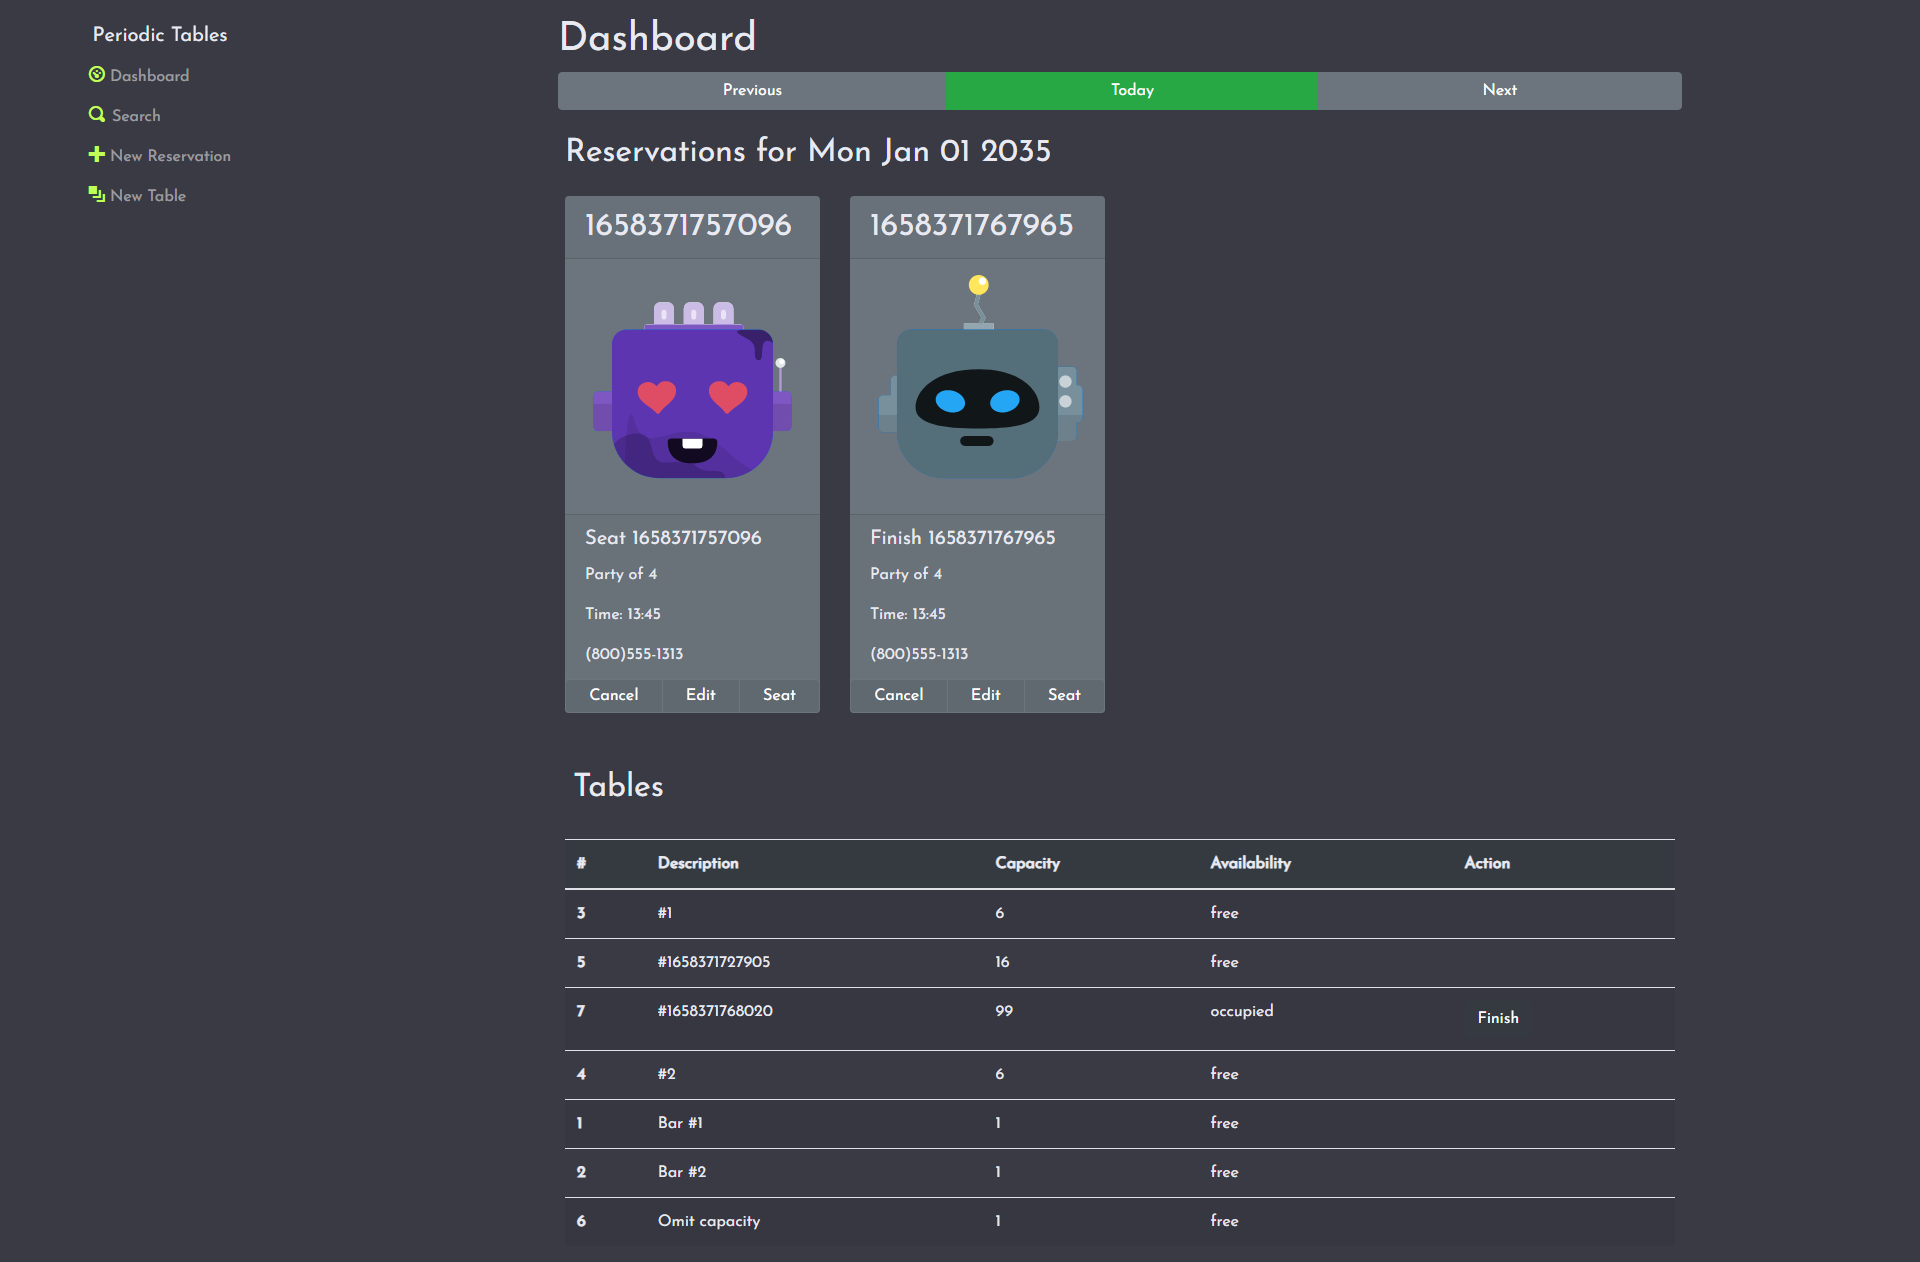 Periodic Tables
Dashboard
Search
New Reservation
New Table
Dashboard
Previous Today Next
Reservations for Mon Jan 01 2035
1658371757096
Seat 1658371757096
Party of 4
Time: 13:45
(800)555-1313
Cancel Edit Seat
1658371767965
Finish 1658371767965
Party of 4
Time: 13:45
(800)555-1313
Cancel Edit Seat
Tables
# Description Capacity Availability Action
3 #1 6 free
5 #1658371727905 16 free
7 #1658371768020 99 occupied Finish
4 #2 6 free
1 Bar #1 1 free
2 Bar #2 1 free
6 Omit capacity 1 free